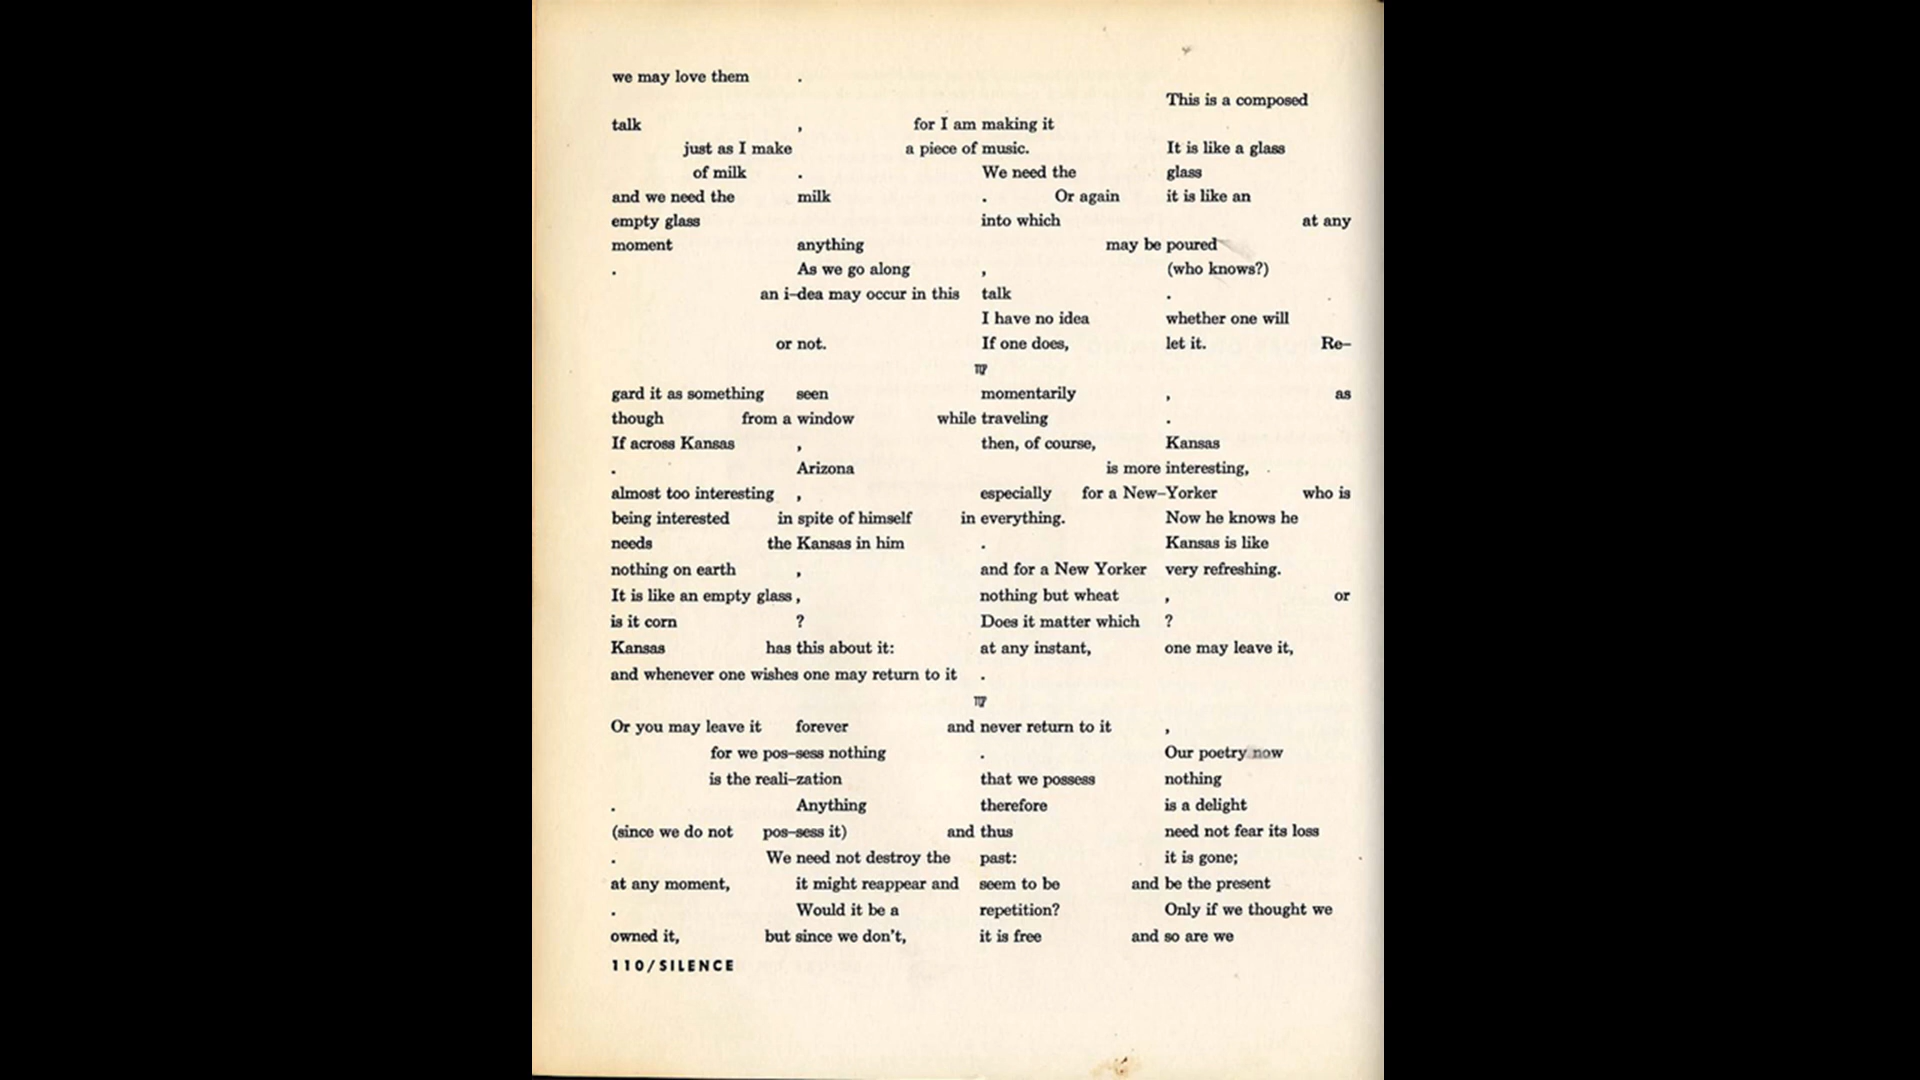 we may love them .
This is a composed
talk , for I am making it
just as I make a piece of music. It is like a glass
of milk . We need the glass
and we need the milk . Or again it is like an
empty glass into which at any
moment anything may be poured
. As we go along , (who knows?)
an i–dea may occur in this talk .
I have no idea whether one will
or not. If one does, let it. Re–
gard it as something seen momentarily , as
though from a window while traveling .
If across Kansas , then, of course, Kansas
. Arizona is more interesting,
almost too interesting , especially for a New–Yorker who is
being interested in spite of himself in everything. Now he knows he
needs the Kansas in him . Kansas is like
nothing on earth , and for a New Yorker very refreshing.
It is like an empty glass , nothing but wheat , or
is it corn ? Does it matter which ?
Kansas has this about it: at any instant, one may leave it,
and whenever one wishes one may return to it .
Or you may leave it forever and never return to it ,
for we pos–sess nothing . Our poetry now
is the reali–zation that we possess nothing
. Anything therefore is a delight
(since we do not pos–sess it) and thus need not fear its loss
. We need not destroy the past: it is gone;
at any moment, it might reappear and seem to be and be the present
. Would it be a repetition? Only if we thought we
owned it, but since we don't, it is free and so are we
110/SILENCE